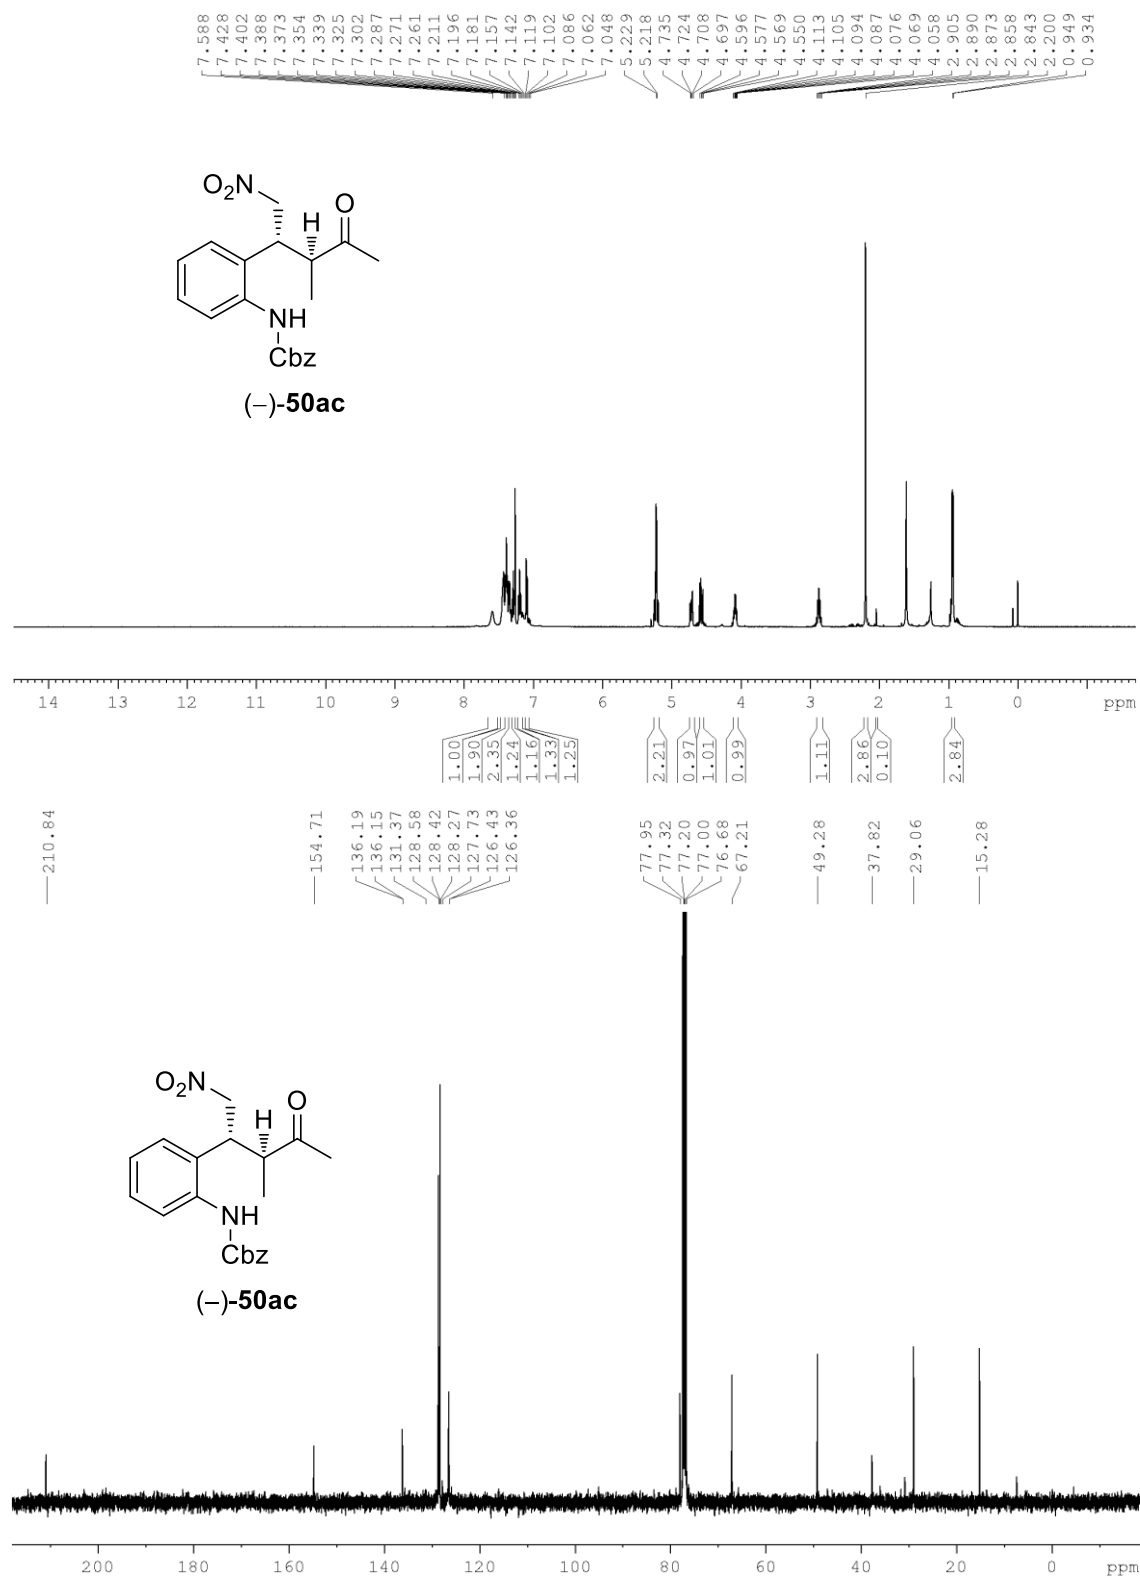 7.588 7.428 7.402 7.388 7.373 7.354 7.339 7.325 7.302 7.287 7.271 7.261 7.211 7.196 7.181 7.157 7.142 7.119 7.102 7.086 7.062 7.048 5.229 5.218 4.735 4.724 4.708 4.697 4.596 4.577 4.569 4.550 4.113 4.105 4.094 4.087 4.076 4.069 4.058 2.905 2.890 2.873 2.858 2.843 2.200 0.949 0.934
O2N
H O
NH
Cbz
(–)-50ac
14 13 12 11 10 9 8 7 6 5 4 3 2 1 0 ppm
1.00 1.90 2.35 1.24 1.16 1.33 1.25 2.21 0.97 1.01 0.99 1.11 2.86 0.10 2.84
210.84 154.71 136.19 136.15 131.37 128.58 128.42 128.27 127.73 126.43 126.36 77.95 77.32 77.20 77.00 76.68 67.21 49.28 37.82 29.06 15.28
O2N
H O
NH
Cbz
(–)-50ac
200 180 160 140 120 100 80 60 40 20 0 ppm